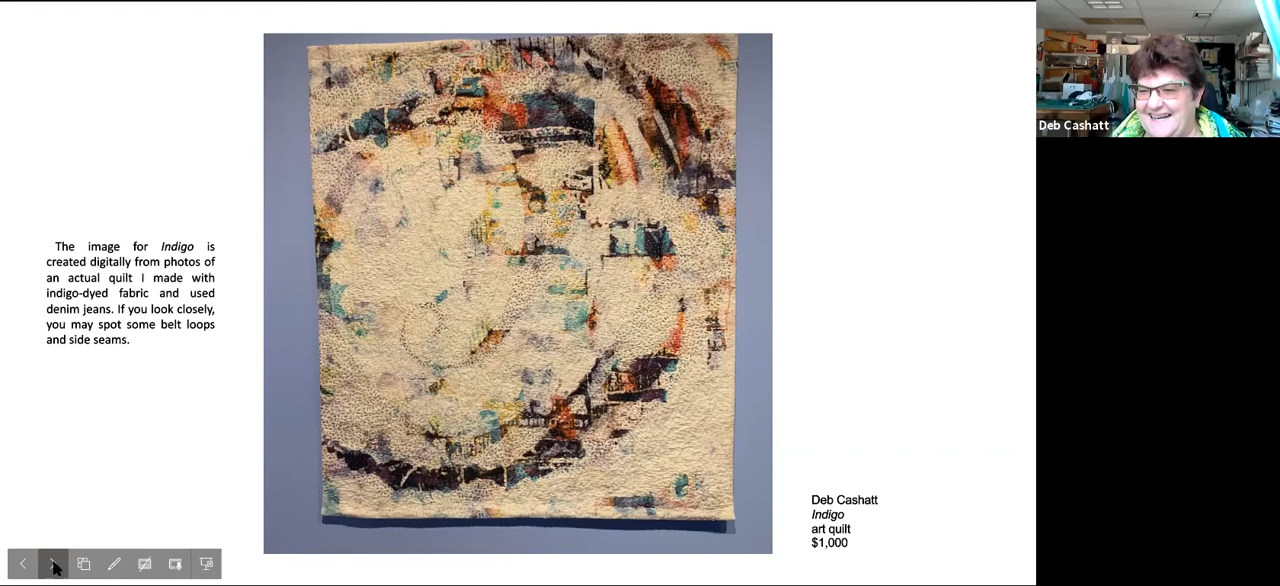 The image for Indigo is
created digitally from photos of
an actual quilt I made with
indigo-dyed fabric and used
denim jeans. If you look closely,
you may spot some belt loops
and side seams.
Deb Cashatt
Indigo
art quilt
$1,000
Deb Cashatt